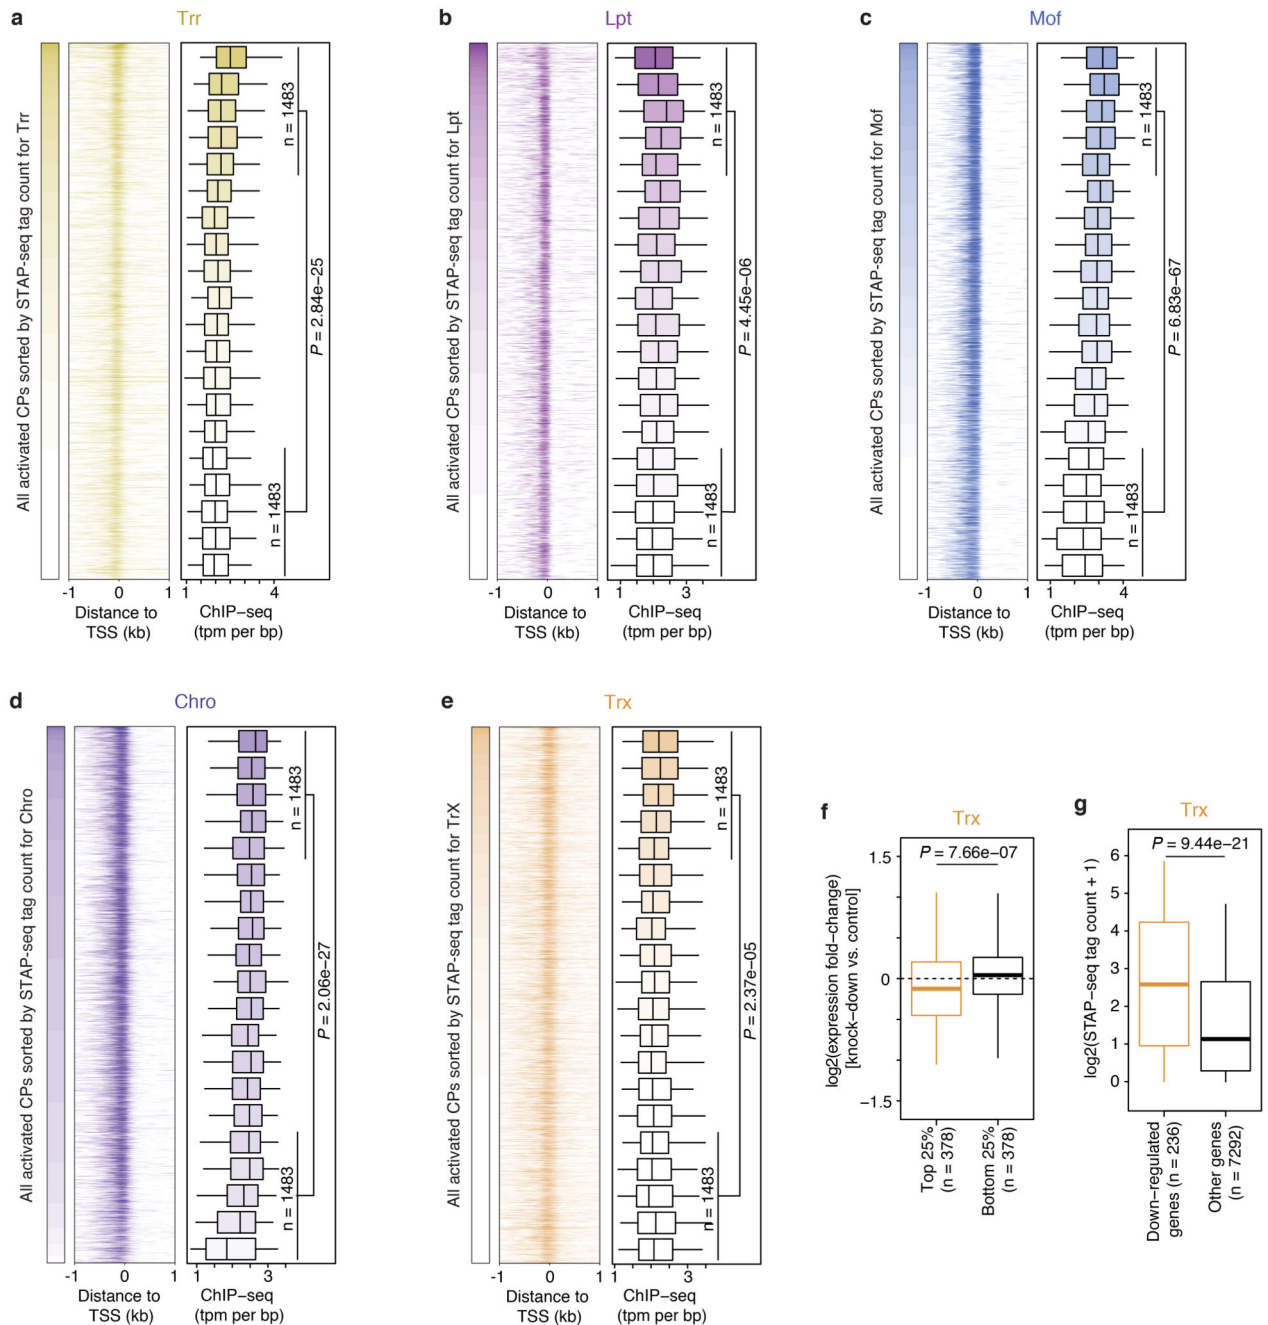 a
Trr
All activated CPs sorted by STAP-seq tag count for Trr
n = 1483
P = 2.84e−25
n = 1483
-1
0
1
1
4
Distance to
TSS (kb)
ChIP−seq
(tpm per bp)
b
Lpt
All activated CPs sorted by STAP-seq tag count for Lpt
n = 1483
P = 4.45e−06
n = 1483
-1
0
1
1
3
Distance to
TSS (kb)
ChIP−seq
(tpm per bp)
c
Mof
All activated CPs sorted by STAP-seq tag count for Mof
n = 1483
P = 6.83e−67
n = 1483
-1
0
1
1
4
Distance to
TSS (kb)
ChIP−seq
(tpm per bp)
d
Chro
All activated CPs sorted by STAP-seq tag count for Chro
n = 1483
P = 2.06e−27
n = 1483
-1
0
1
1
3
Distance to
TSS (kb)
ChIP−seq
(tpm per bp)
e
Trx
All activated CPs sorted by STAP-seq tag count for TrX
n = 1483
P = 2.37e−05
n = 1483
-1
0
1
1
3
Distance to
TSS (kb)
ChIP−seq
(tpm per bp)
f
Trx
P = 7.66e−07
log2(expression fold−change)
[knock−down vs. control]
1.5
0
−1.5
Top 25%
(n = 378)
Bottom 25%
(n = 378)
g
Trx
P = 9.44e−21
log2(STAP−seq tag count + 1)
6
5
4
3
2
1
0
Down−regulated
genes (n = 236)
Other genes
(n = 7292)